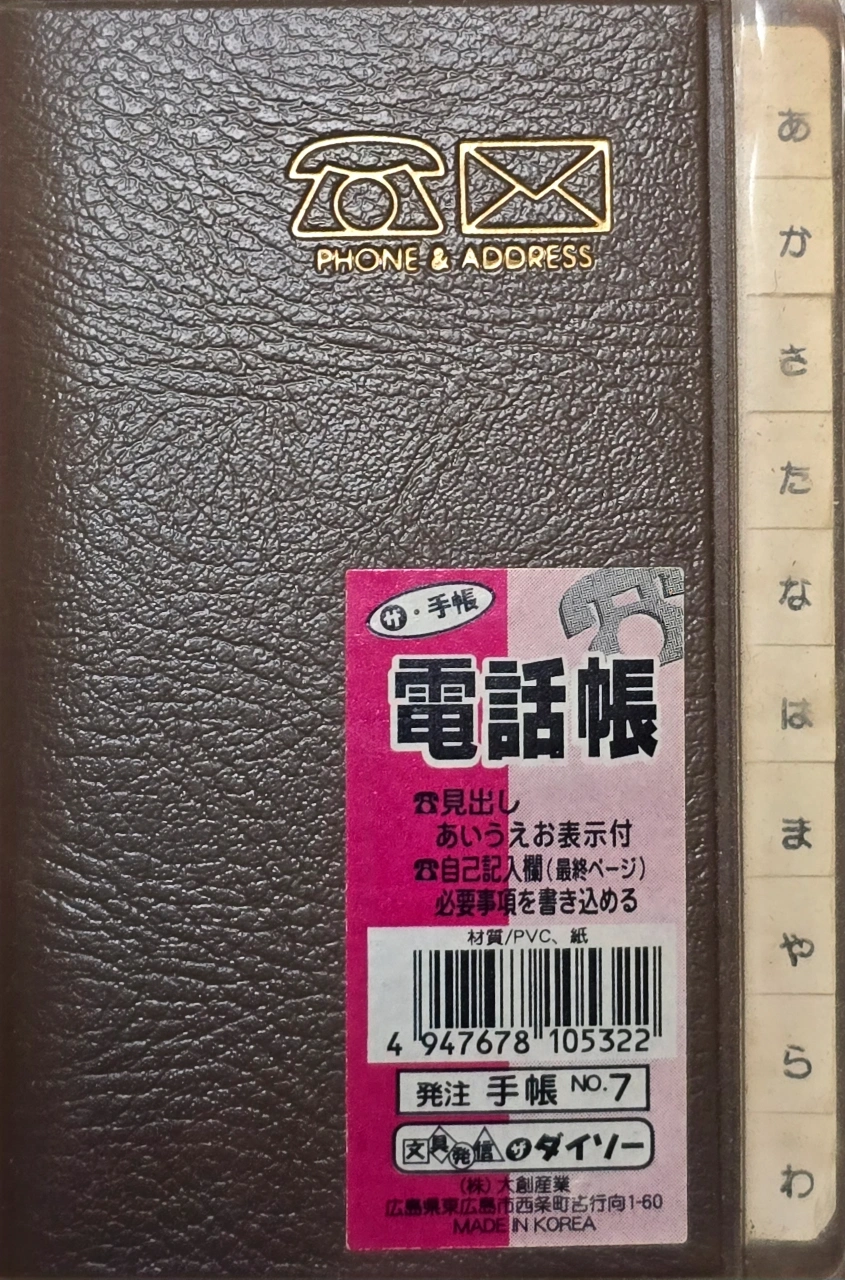 PHONE & ADDRESS
あ
か
さ
た
な
は
ま
や
ら
わ
ザ・手帳
電話帳
☎見出し
あいうえお表示付
☎自己記入欄(最終ページ)
必要事項を書き込める
材質/PVC、紙
4 947678 105322
発注 手帳 NO.7
文具発信 ザダイソー
(株)大創産業
広島県東広島市西条町吉行向1-60
MADE IN KOREA